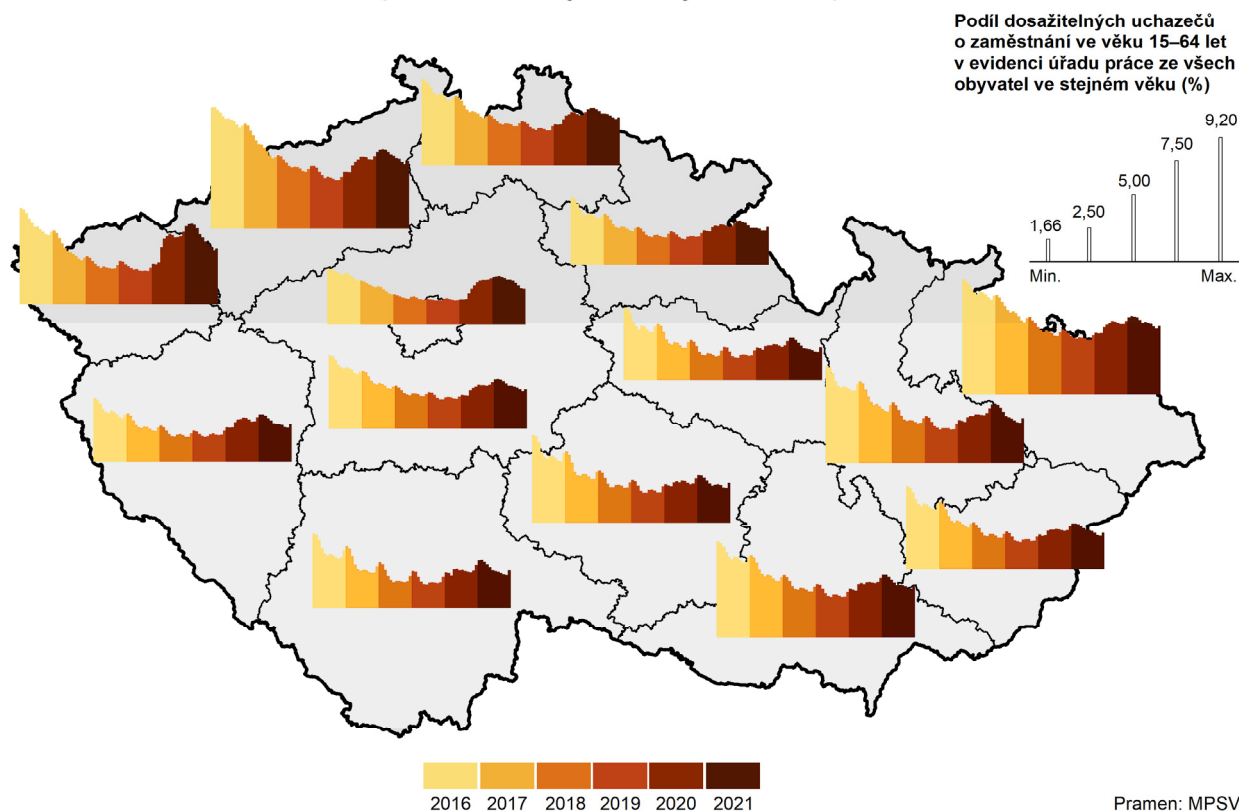 Podíl dosažitelných uchazečů
o zaměstnání ve věku 15–64 let
v evidenci úřadu práce ze všech
obyvatel ve stejném věku (%)
9,20
7,50
5,00
2,50
1,66
Min.
Max.
2016 2017 2018 2019 2020 2021
Pramen: MPSV